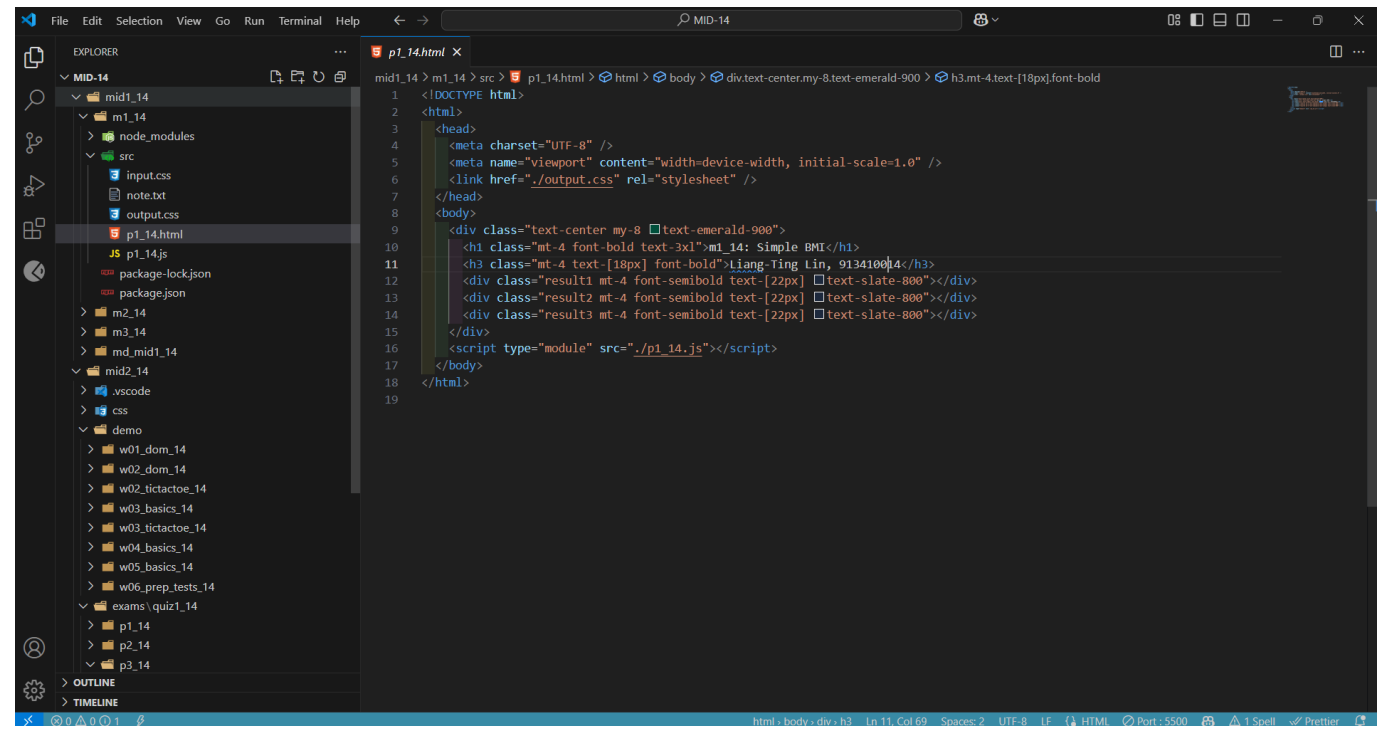 File Edit Selection View Go Run Terminal Help MID-14
EXPLORER
MID-14
mid1_14
m1_14
node_modules
src
input.css
note.txt
output.css
p1_14.html
JS p1_14.js
package-lock.json
package.json
m2_14
m3_14
md_mid1_14
mid2_14
.vscode
css
demo
w01_dom_14
w02_dom_14
w02_tictactoe_14
w03_basics_14
w03_tictactoe_14
w04_basics_14
w05_basics_14
w06_prep_tests_14
exams\quiz1_14
p1_14
p2_14
p3_14
OUTLINE
TIMELINE
p1_14.html
mid1_14 > m1_14 > src > p1_14.html > html > body > div.text-center.my-8.text-emerald-900 > h3.mt-4.text-[18px].font-bold
1 <!DOCTYPE html>
2 <html>
3 <head>
4 <meta charset="UTF-8" />
5 <meta name="viewport" content="width=device-width, initial-scale=1.0" />
6 <link href="./output.css" rel="stylesheet" />
7 </head>
8 <body>
9 <div class="text-center my-8 text-emerald-900">
10 <h1 class="mt-4 font-bold text-3xl">m1_14: Simple BMI</h1>
11 <h3 class="mt-4 text-[18px] font-bold">Liang-Ting Lin, 913410014</h3>
12 <div class="result1 mt-4 font-semibold text-[22px] text-slate-800"></div>
13 <div class="result2 mt-4 font-semibold text-[22px] text-slate-800"></div>
14 <div class="result3 mt-4 font-semibold text-[22px] text-slate-800"></div>
15 </div>
16 <script type="module" src="./p1_14.js"></script>
17 </body>
18 </html>
19
0 0 1 html > body > div > h3 Ln 11, Col 69 Spaces: 2 UTF-8 LF HTML Port : 5500 1 Spell Prettier